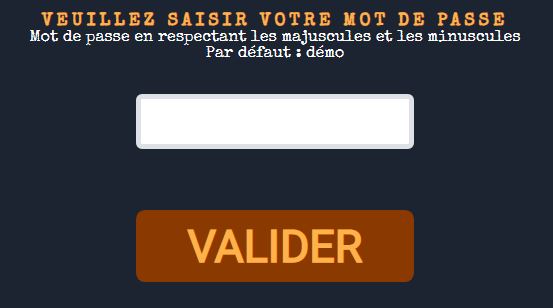 VEUILLEZ SAISIR VOTRE MOT DE PASSE
Mot de passe en respectant les majuscules et les minuscules
Par défaut : démo
VALIDER